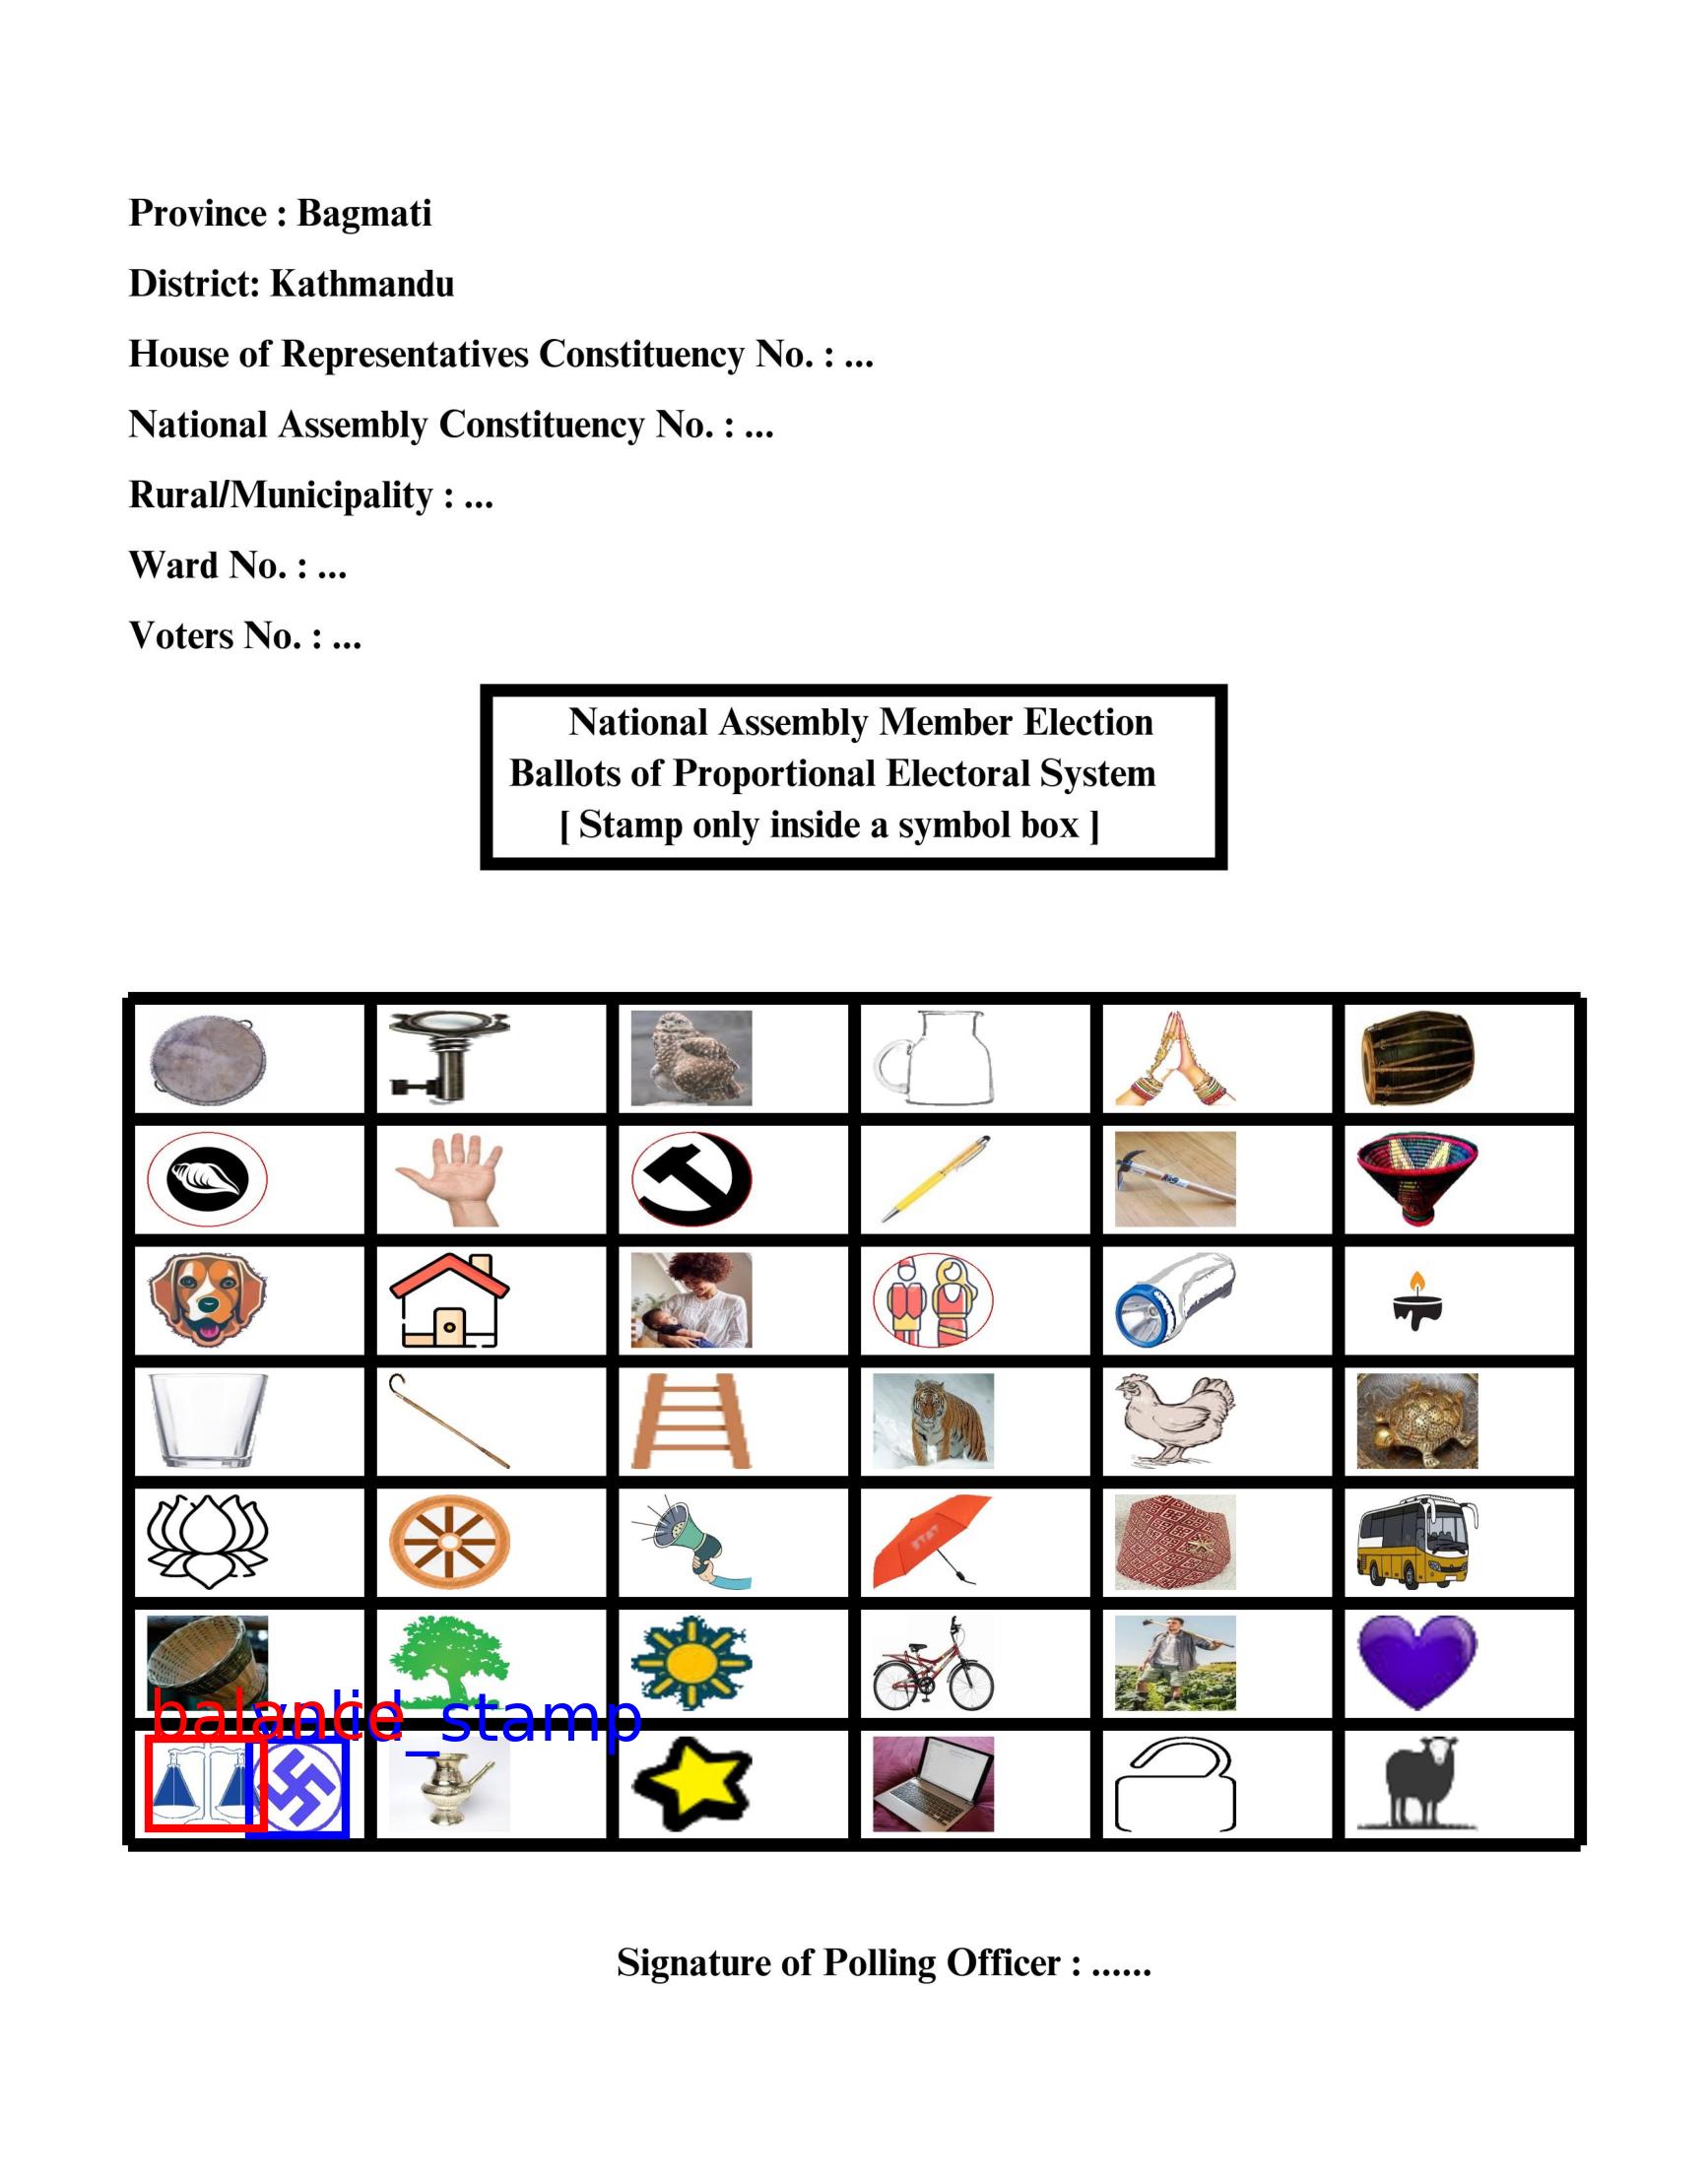 Province : Bagmati
District: Kathmandu
House of Representatives Constituency No. : ...
National Assembly Constituency No. : ...
Rural/Municipality : ...
Ward No. : ...
Voters No. : ...
National Assembly Member Election
Ballots of Proportional Electoral System
[ Stamp only inside a symbol box ]
balance
valid_stamp
Signature of Polling Officer : ......